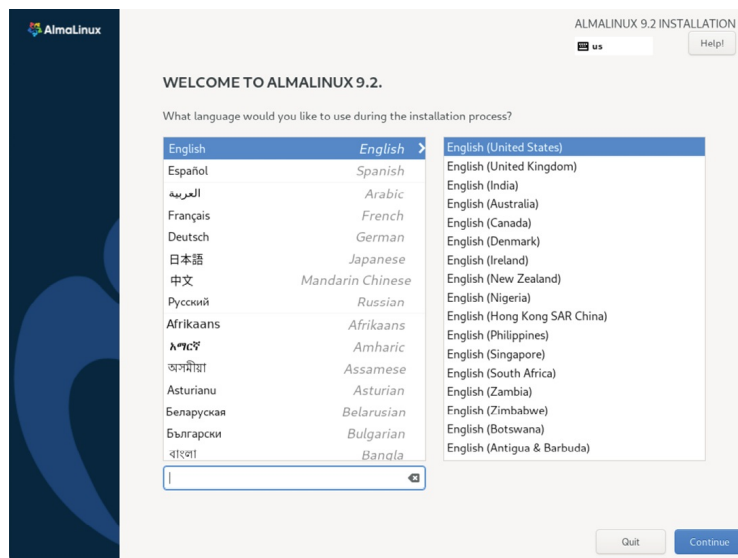 AlmaLinux
ALMALINUX 9.2 INSTALLATION
us
Help!
WELCOME TO ALMALINUX 9.2.
What language would you like to use during the installation process?
English English
Español Spanish
العربية Arabic
Français French
Deutsch German
日本語 Japanese
中文 Mandarin Chinese
Русский Russian
Afrikaans Afrikaans
አማርኛ Amharic
অসমীয়া Assamese
Asturianu Asturian
Беларуская Belarusian
Български Bulgarian
বাংলা Bangla
English (United States)
English (United Kingdom)
English (India)
English (Australia)
English (Canada)
English (Denmark)
English (Ireland)
English (New Zealand)
English (Nigeria)
English (Hong Kong SAR China)
English (Philippines)
English (Singapore)
English (South Africa)
English (Zambia)
English (Zimbabwe)
English (Botswana)
English (Antigua & Barbuda)
Quit
Continue